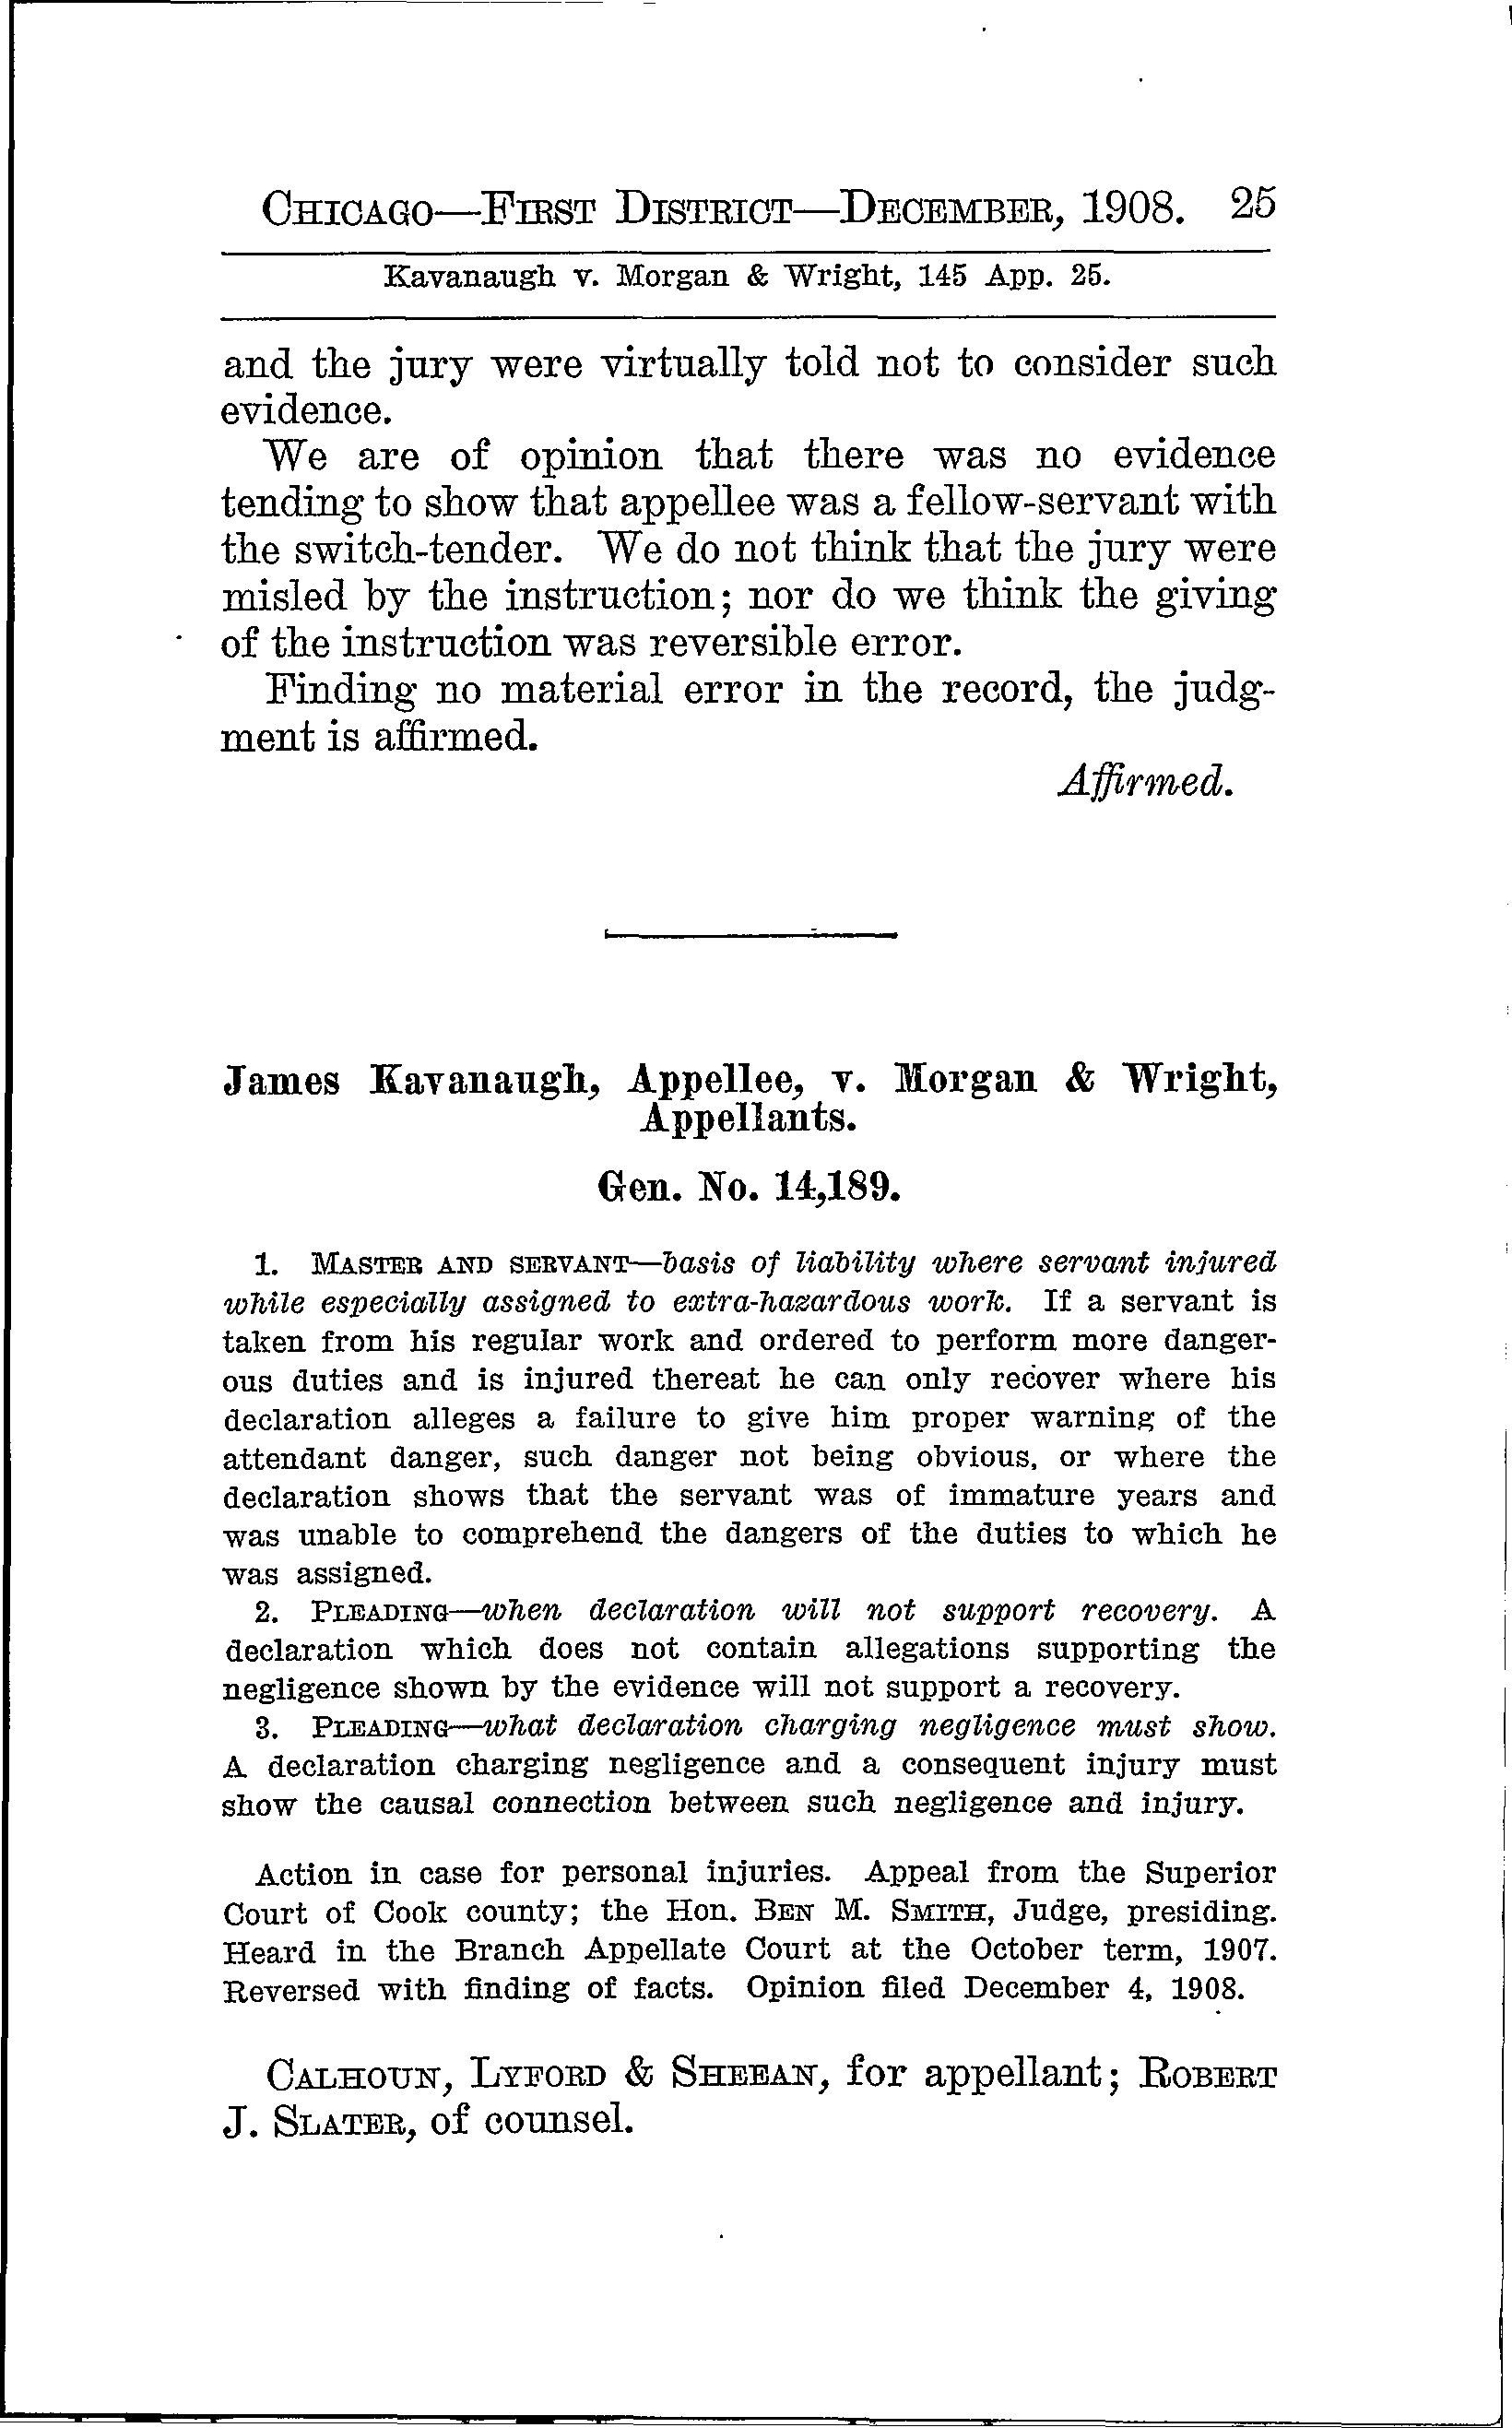 CHICAGO—FIRST DISTRICT—DECEMBER, 1908. 25
Kavanaugh v. Morgan & Wright, 145 App. 25.
and the jury were virtually told not to consider such
evidence.
We are of opinion that there was no evidence
tending to show that appellee was a fellow-servant with
the switch-tender. We do not think that the jury were
misled by the instruction; nor do we think the giving
of the instruction was reversible error.
Finding no material error in the record, the judg-
ment is affirmed.
Affirmed.
James Kavanaugh, Appellee, v. Morgan & Wright,
Appellants.
Gen. No. 14,189.
1. MASTER AND SERVANT—basis of liability where servant injured
while especially assigned to extra-hazardous work. If a servant is
taken from his regular work and ordered to perform more danger-
ous duties and is injured thereat he can only recover where his
declaration alleges a failure to give him proper warning of the
attendant danger, such danger not being obvious, or where the
declaration shows that the servant was of immature years and
was unable to comprehend the dangers of the duties to which he
was assigned.
2. PLEADING—when declaration will not support recovery. A
declaration which does not contain allegations supporting the
negligence shown by the evidence will not support a recovery.
3. PLEADING—what declaration charging negligence must show.
A declaration charging negligence and a consequent injury must
show the causal connection between such negligence and injury.
Action in case for personal injuries. Appeal from the Superior
Court of Cook county; the Hon. BEN M. SMITH, Judge, presiding.
Heard in the Branch Appellate Court at the October term, 1907.
Reversed with finding of facts. Opinion filed December 4, 1908.
CALHOUN, LYFORD & SHEEAN, for appellant; ROBERT
J. SLATER, of counsel.